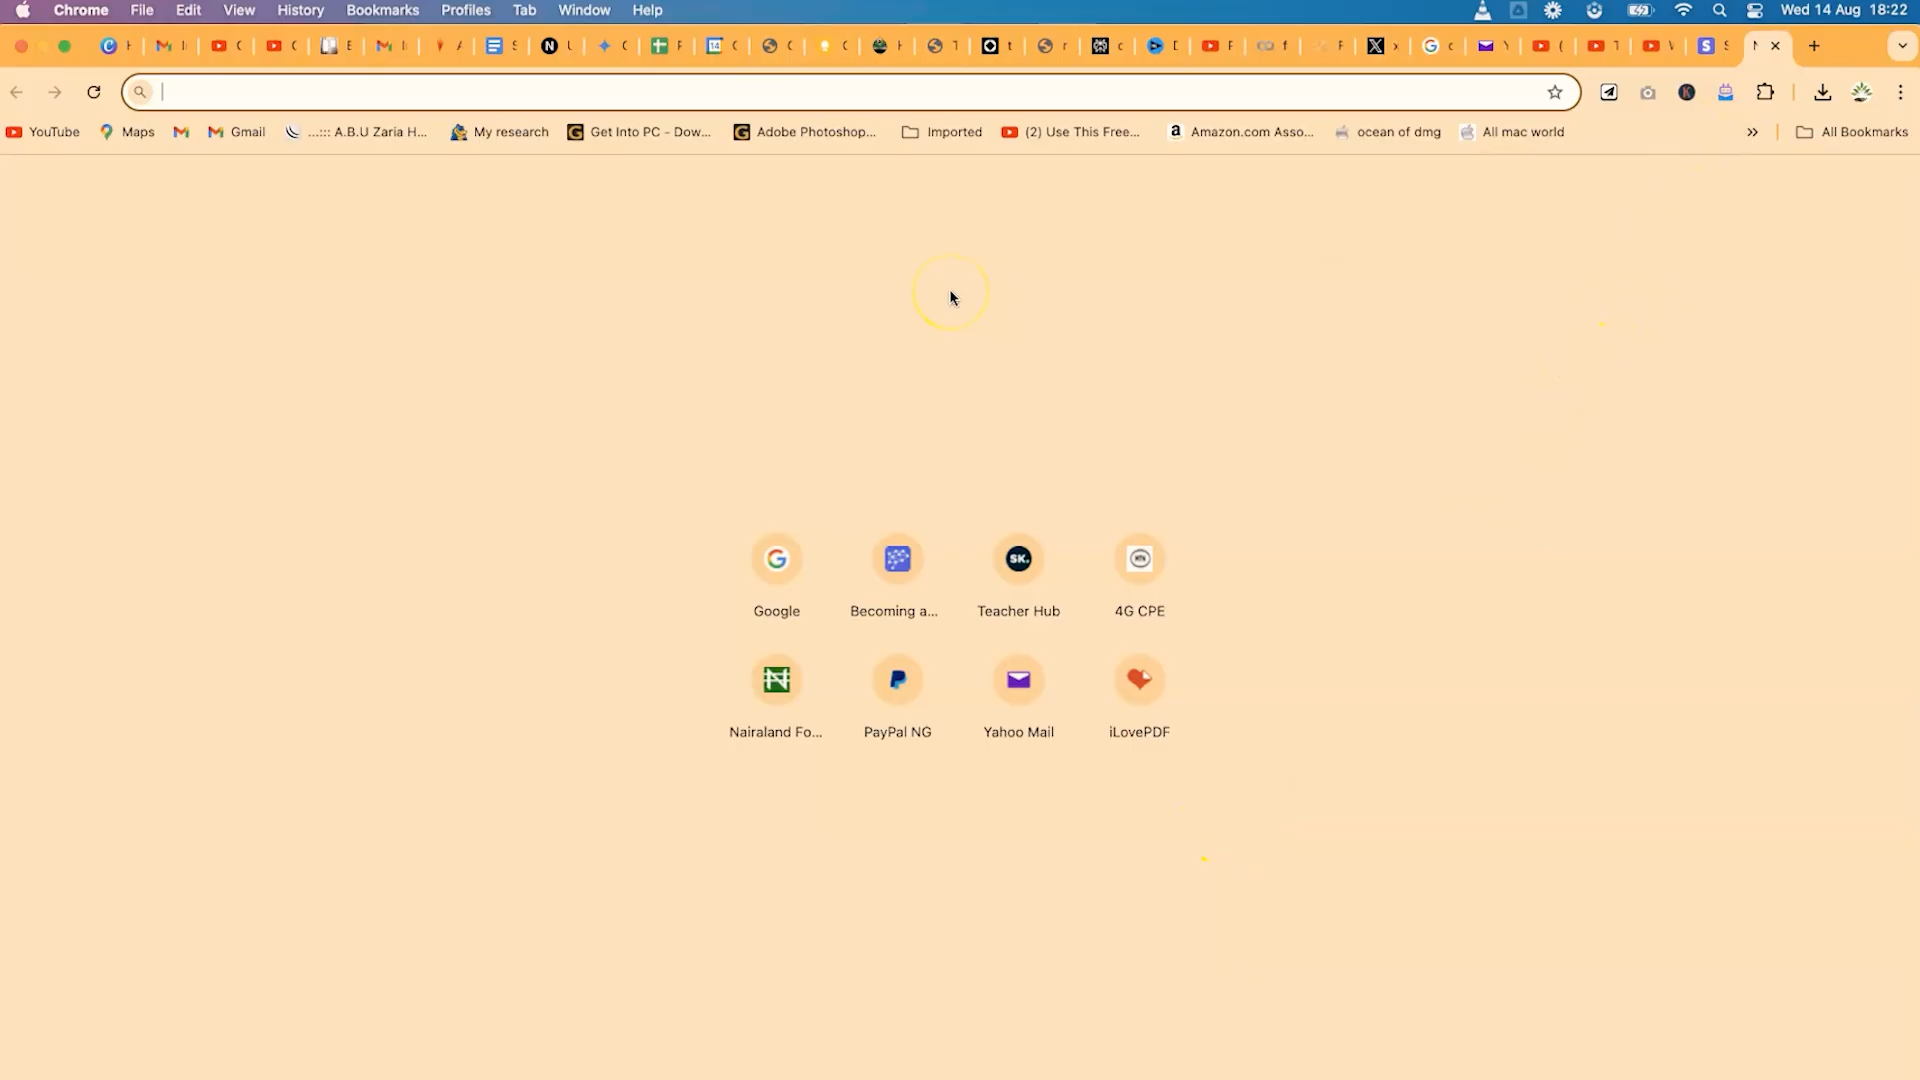 Chrome File Edit View History Bookmarks Profiles Tab Window Help Wed 14 Aug 18:22
YouTube Maps Gmail ...::: A.B.U Zaria H... My research Get Into PC - Dow... Adobe Photoshop... Imported (2) Use This Free... Amazon.com Asso... ocean of dmg All mac world » All Bookmarks
Google Becoming a... Teacher Hub 4G CPE
Nairaland Fo... PayPal NG Yahoo Mail iLovePDF